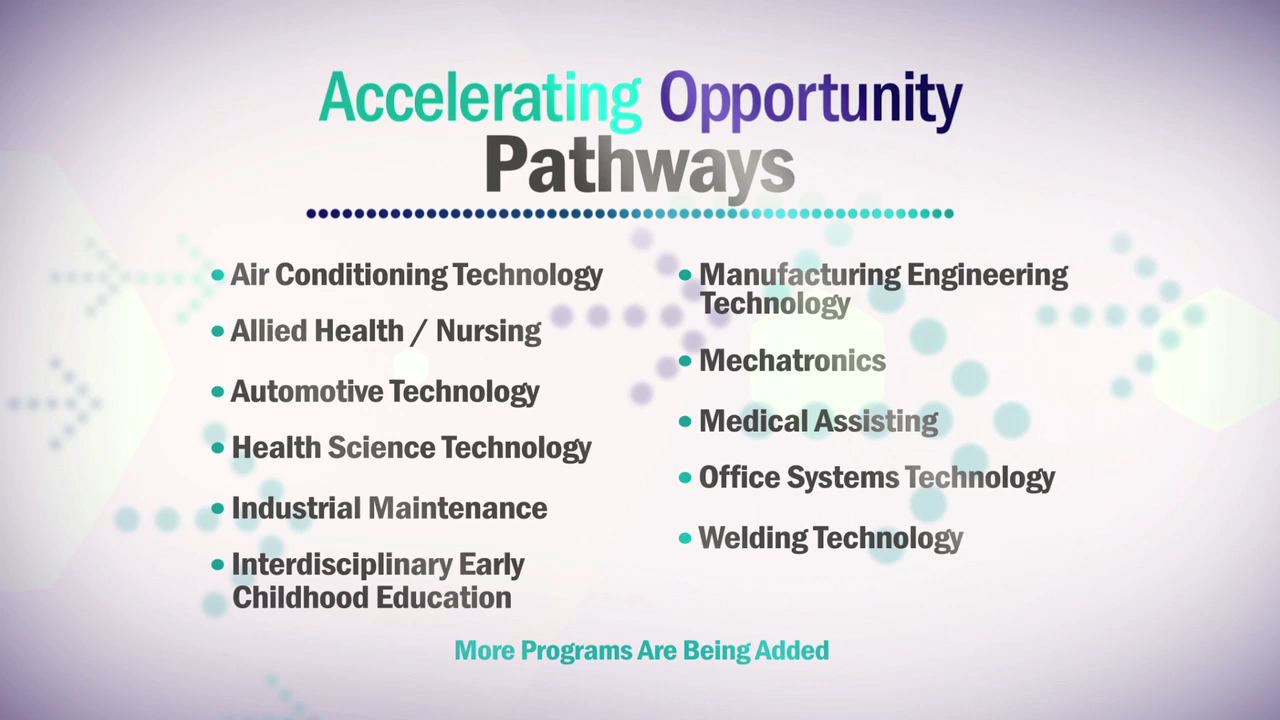 Accelerating Opportunity
Pathways
• Air Conditioning Technology
• Allied Health / Nursing
• Automotive Technology
• Health Science Technology
• Industrial Maintenance
• Interdisciplinary Early
Childhood Education
• Manufacturing Engineering
Technology
• Mechatronics
• Medical Assisting
• Office Systems Technology
• Welding Technology
More Programs Are Being Added